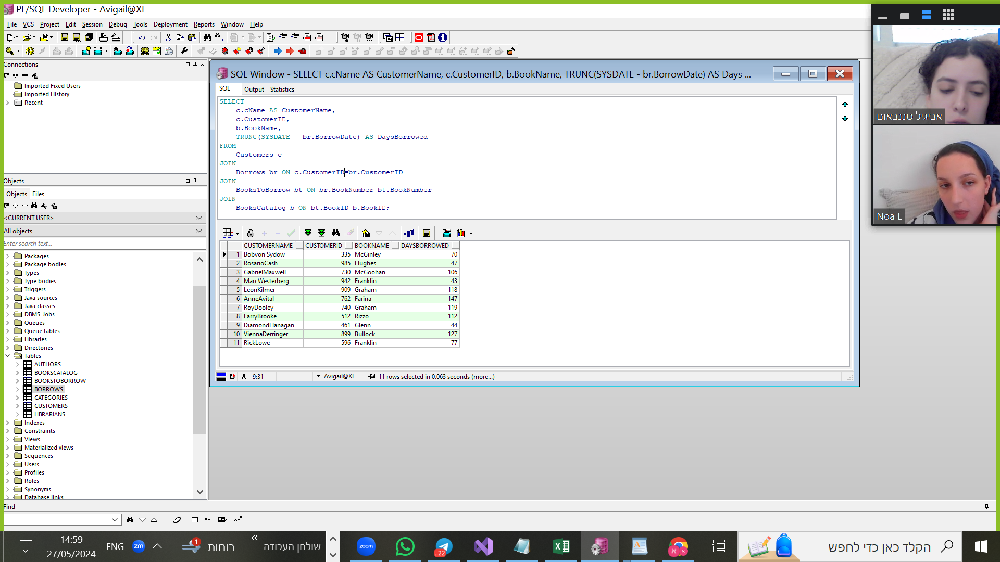 PL/SQL Developer - Avigail@XE
File VCS Project Edit Session Debug Tools Deployment Reports Window Help
Connections
Imported Fixed Users
Imported History
Recent
Objects
Objects Files
<CURRENT USER>
All objects
Enter search text...
Packages
Package bodies
Types
Type bodies
Triggers
Java sources
Java classes
DBMS_Jobs
Queues
Queue tables
Libraries
Directories
Tables
AUTHORS
BOOKSCATALOG
BOOKSTOBORROW
BORROWS
CATEGORIES
CUSTOMERS
LIBRARIANS
Indexes
Constraints
Views
Materialized views
Sequences
Users
Profiles
Roles
Synonyms
Database links
SQL Window - SELECT c.cName AS CustomerName, c.CustomerID, b.BookName, TRUNC(SYSDATE - br.BorrowDate) AS Days ...
SQL Output Statistics
SELECT
c.cName AS CustomerName,
c.CustomerID,
b.BookName,
TRUNC(SYSDATE - br.BorrowDate) AS DaysBorrowed
FROM
Customers c
JOIN
Borrows br ON c.CustomerID=br.CustomerID
JOIN
BooksToBorrow bt ON br.BookNumber=bt.BookNumber
JOIN
BooksCatalog b ON bt.BookID=b.BookID;
CUSTOMERNAME CUSTOMERID BOOKNAME DAYSBORROWED
1 Bobvon Sydow 335 McGinley 70
2 RosarioCash 985 Hughes 47
3 GabrielMaxwell 730 McGoohan 106
4 MarcWesterberg 942 Franklin 43
5 LeonKilmer 909 Graham 118
6 AnneAvital 762 Farina 147
7 RoyDooley 740 Graham 119
8 LarryBrooke 512 Rizzo 112
9 DiamondFlanagan 461 Glenn 44
10 ViennaDerringer 899 Bullock 127
11 RickLowe 596 Franklin 77
& 9:31 Avigail@XE 11 rows selected in 0.063 seconds (more...)
אביגיל טננבאום
Noa L
Find
ABC "AB"
14:59
27/05/2024
ENG
zm
1
רוחות
שולחן העבודה
zoom
22
הקלד כאן כדי לחפש